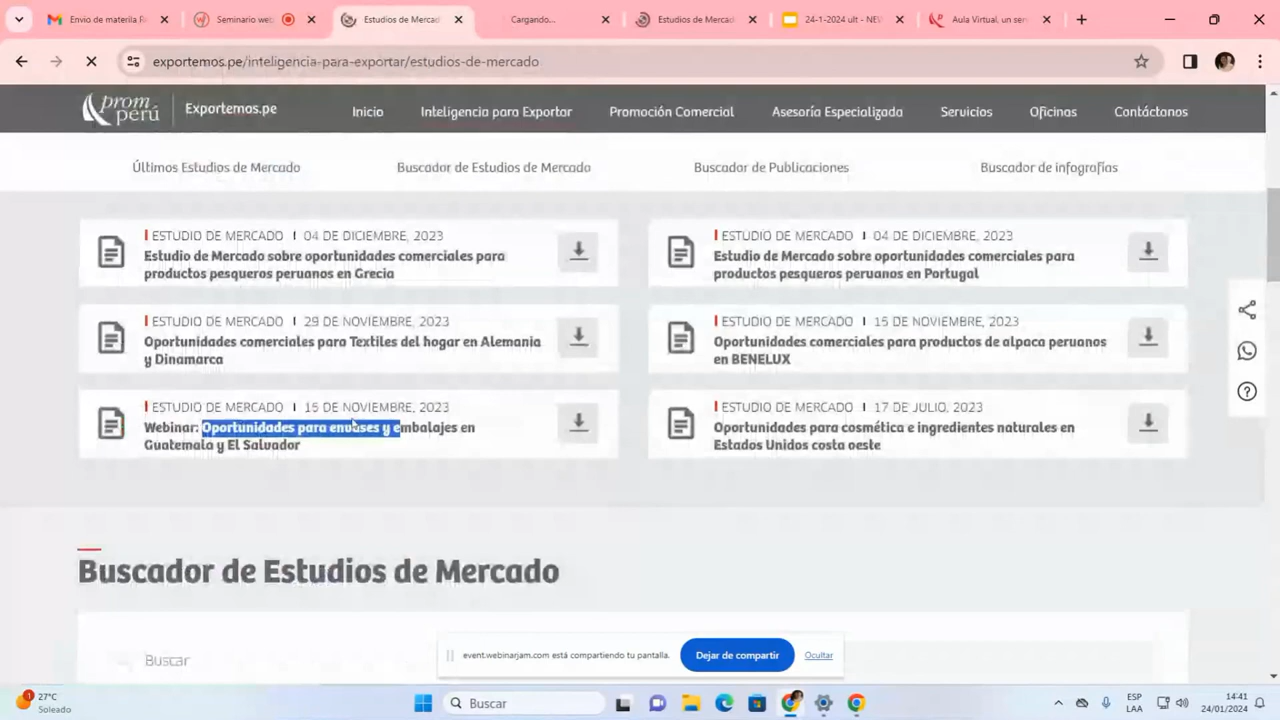 Envio de materila R
Seminario web
Estudios de Mercado
Cargando...
Estudios de Mercado
24-1-2024 ult - NEW
Aula Virtual, un ser
exportemos.pe/inteligencia-para-exportar/estudios-de-mercado
prom perú
Exportemos.pe
Inicio
Inteligencia para Exportar
Promoción Comercial
Asesoría Especializada
Servicios
Oficinas
Contáctanos
Últimos Estudios de Mercado
Buscador de Estudios de Mercado
Buscador de Publicaciones
Buscador de infografías
ESTUDIO DE MERCADO I 04 DE DICIEMBRE, 2023
Estudio de Mercado sobre oportunidades comerciales para
productos pesqueros peruanos en Grecia
ESTUDIO DE MERCADO I 04 DE DICIEMBRE, 2023
Estudio de Mercado sobre oportunidades comerciales para
productos pesqueros peruanos en Portugal
ESTUDIO DE MERCADO I 29 DE NOVIEMBRE, 2023
Oportunidades comerciales para Textiles del hogar en Alemania
y Dinamarca
ESTUDIO DE MERCADO I 15 DE NOVIEMBRE, 2023
Oportunidades comerciales para productos de alpaca peruanos
en BENELUX
ESTUDIO DE MERCADO I 15 DE NOVIEMBRE, 2023
Webinar: Oportunidades para envases y embalajes en
Guatemala y El Salvador
ESTUDIO DE MERCADO I 17 DE JULIO, 2023
Oportunidades para cosmética e ingredientes naturales en
Estados Unidos costa oeste
Buscador de Estudios de Mercado
Buscar
event.webinarjam.com está compartiendo tu pantalla.
Dejar de compartir
Ocultar
1
27°C
Soleado
Buscar
ESP
LAA
14:41
24/01/2024